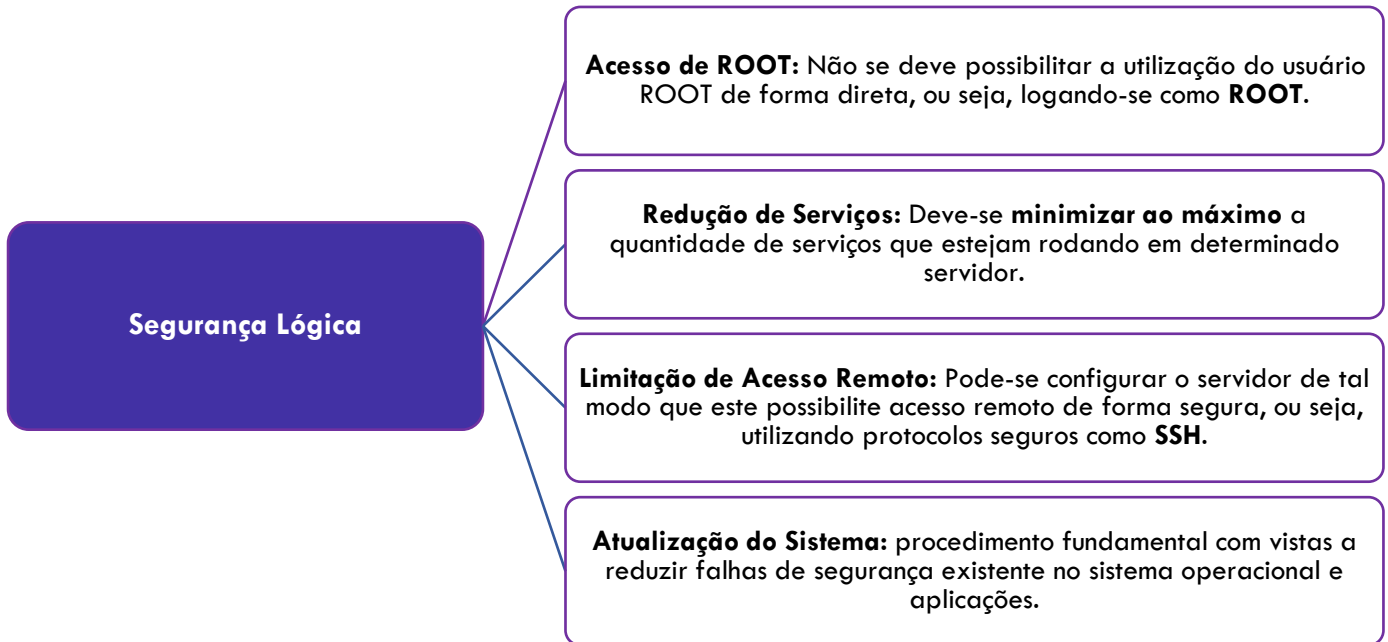 Segurança Lógica
Acesso de ROOT: Não se deve possibilitar a utilização do usuário
ROOT de forma direta, ou seja, logando-se como ROOT.
Redução de Serviços: Deve-se minimizar ao máximo a
quantidade de serviços que estejam rodando em determinado
servidor.
Limitação de Acesso Remoto: Pode-se configurar o servidor de tal
modo que este possibilite acesso remoto de forma segura, ou seja,
utilizando protocolos seguros como SSH.
Atualização do Sistema: procedimento fundamental com vistas a
reduzir falhas de segurança existente no sistema operacional e
aplicações.